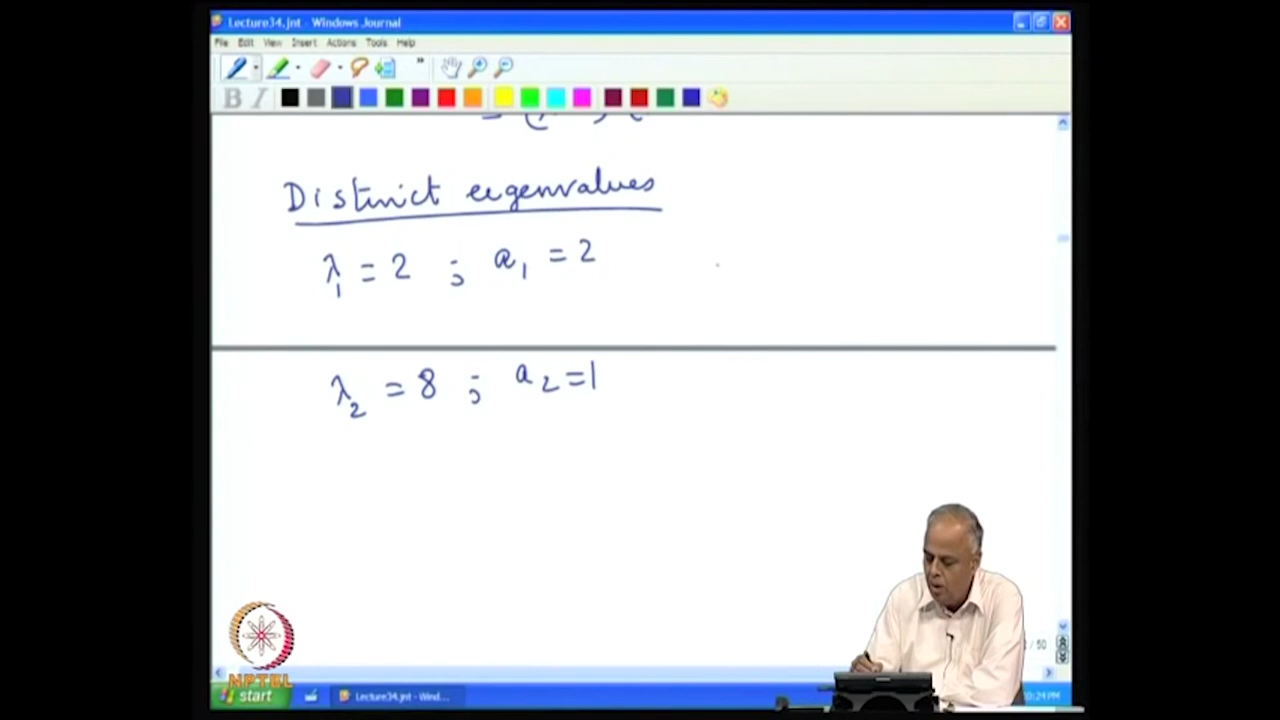 Lecture34.jnt - Windows Journal
File Edit View Insert Actions Tools Help
B I
Distinct eigenvalues
λ₁ = 2 ; a₁ = 2
λ₂ = 8 ; a₂ = 1
/ 50
NPTEL
start Lecture34.jnt - Wind...